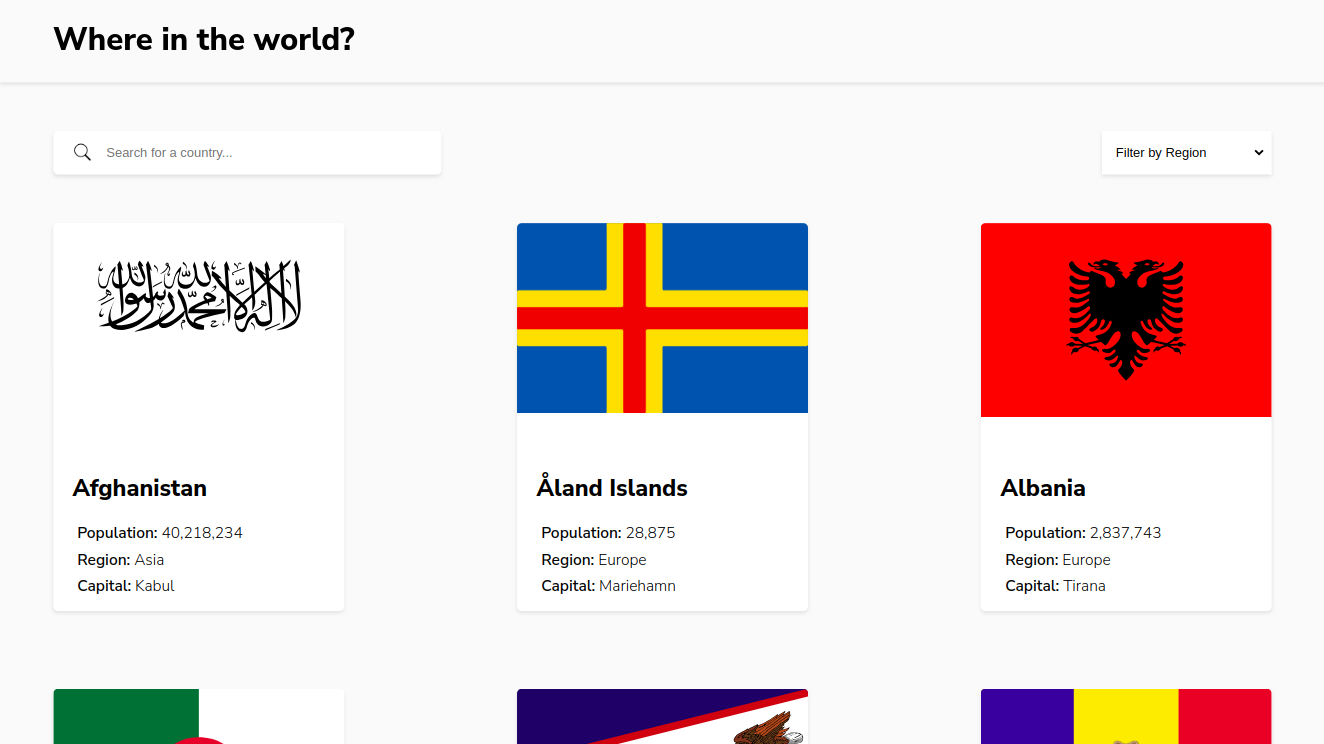 Where in the world?
Search for a country...
Filter by Region
لا إله إلا الله محمد رسول الله
Afghanistan
Population: 40,218,234
Region: Asia
Capital: Kabul
Åland Islands
Population: 28,875
Region: Europe
Capital: Mariehamn
Albania
Population: 2,837,743
Region: Europe
Capital: Tirana